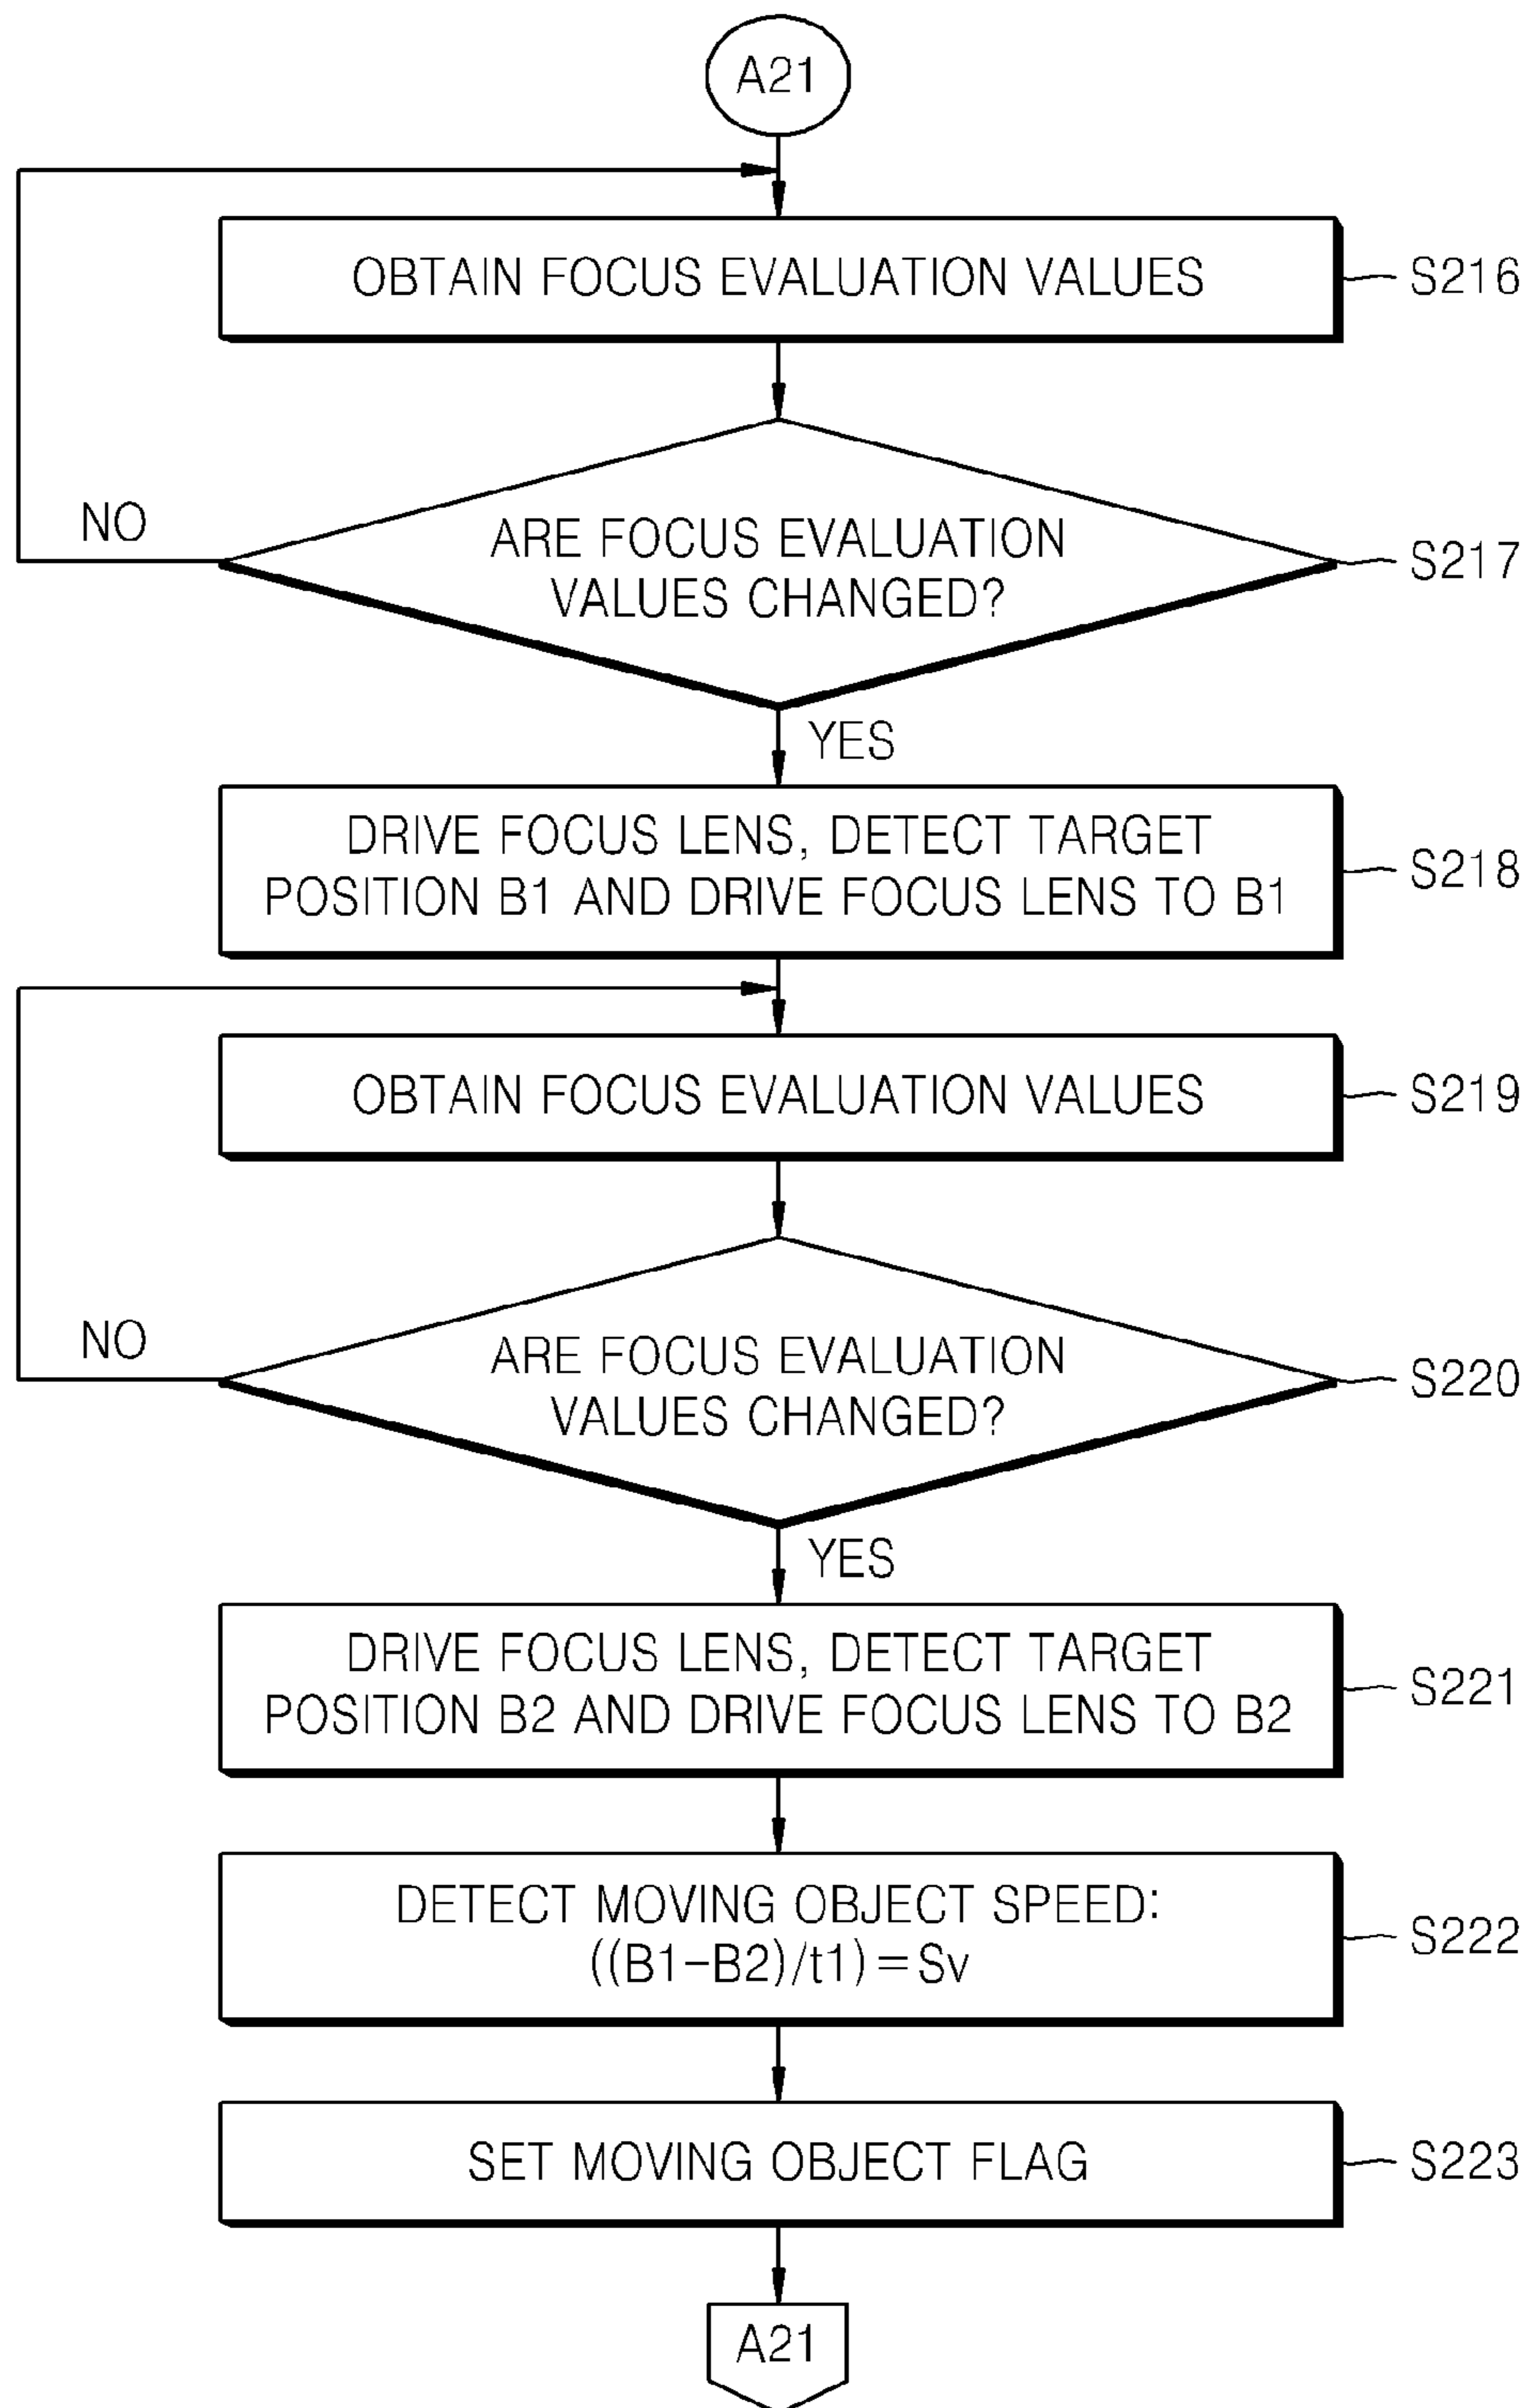 A21
OBTAIN FOCUS EVALUATION VALUES
S216
ARE FOCUS EVALUATION
VALUES CHANGED?
S217
NO
YES
DRIVE FOCUS LENS, DETECT TARGET
POSITION B1 AND DRIVE FOCUS LENS TO B1
S218
OBTAIN FOCUS EVALUATION VALUES
S219
ARE FOCUS EVALUATION
VALUES CHANGED?
S220
NO
YES
DRIVE FOCUS LENS, DETECT TARGET
POSITION B2 AND DRIVE FOCUS LENS TO B2
S221
DETECT MOVING OBJECT SPEED:
((B1-B2)/t1)=Sv
S222
SET MOVING OBJECT FLAG
S223
A21